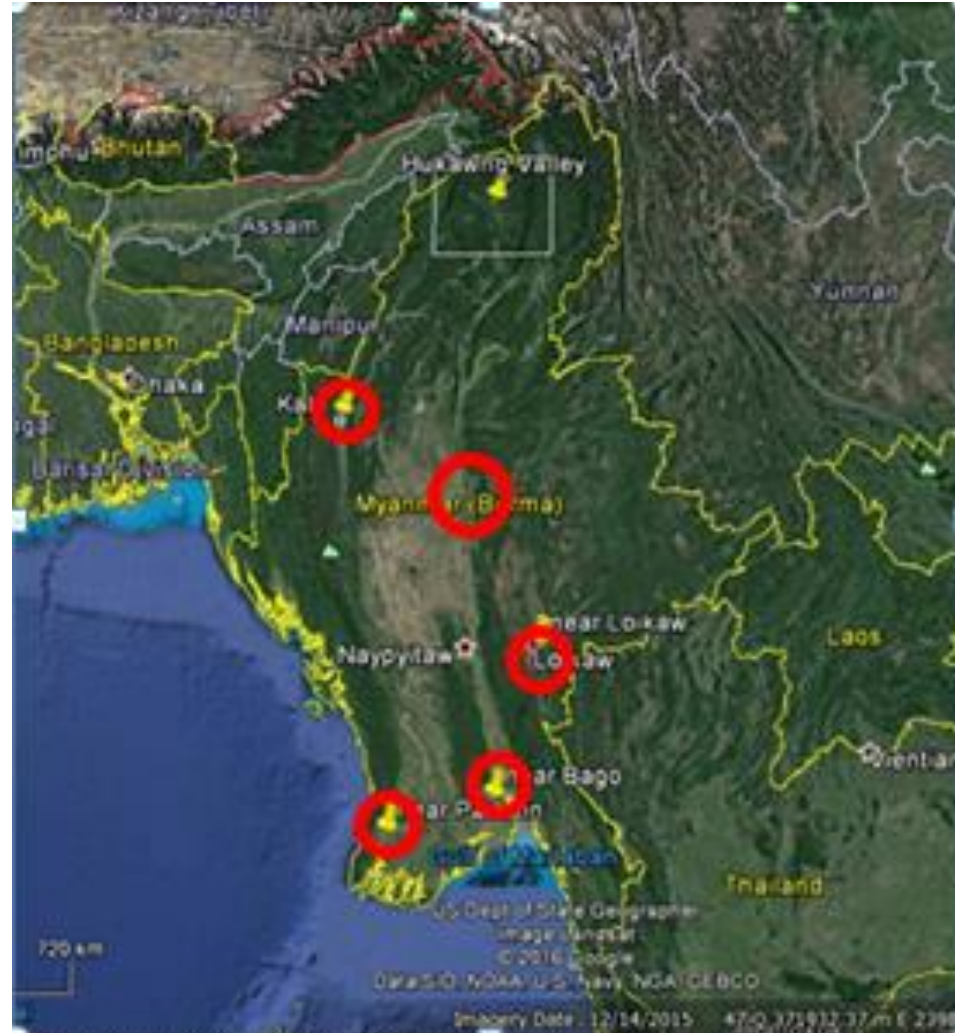 Bhutan
Hukawng Valley
Assam
Yunnan
Manipur
Bangladesh
Dhaka
Barisal Division
Myanmar (Burma)
near Loikaw
Naypyitaw
Loikaw
Laos
near Bago
Thailand
US Dept of State Geographer
Image Landsat
© 2016 Google
Data SIO, NOAA, U.S. Navy, NGA, GEBCO
720 km
Imagery Date: 12/14/2015